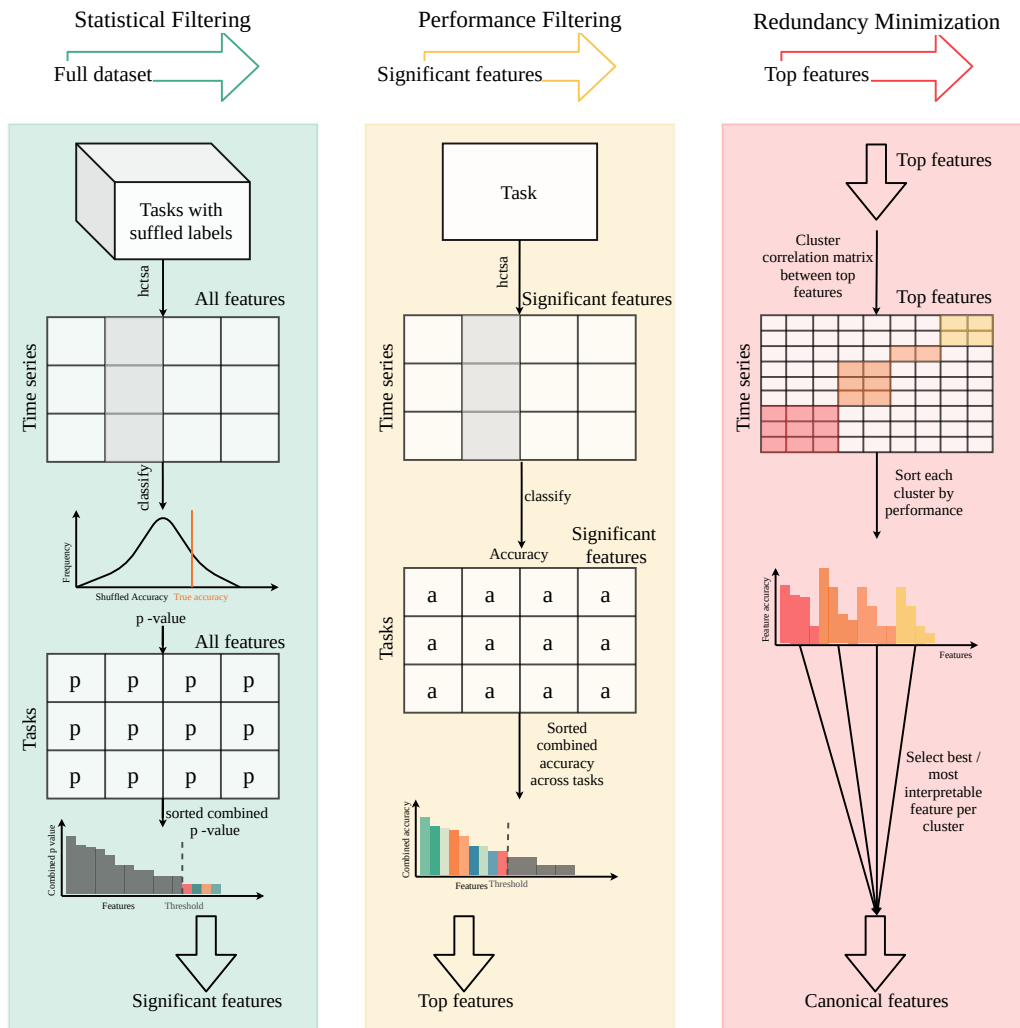 Statistical Filtering
Full dataset
Tasks with
suffled labels
hctsa
All features
Time series
classify
Frequency
Shuffled Accuracy
True accuracy
p -value
All features
Tasks
p p p p
p p p p
p p p p
sorted combined
p -value
Combined p value
Features
Threshold
Significant features
Performance Filtering
Significant features
Task
hctsa
Significant features
Time series
classify
Accuracy
Significant
features
Tasks
a a a a
a a a a
a a a a
Sorted
combined
accuracy
across tasks
Combined accuracy
Features
Threshold
Top features
Redundancy Minimization
Top features
Top features
Cluster
correlation matrix
between top
features
Top features
Time series
Sort each
cluster by
performance
Feature accuracy
Features
Select best /
most
interpretable
feature per
cluster
Canonical features